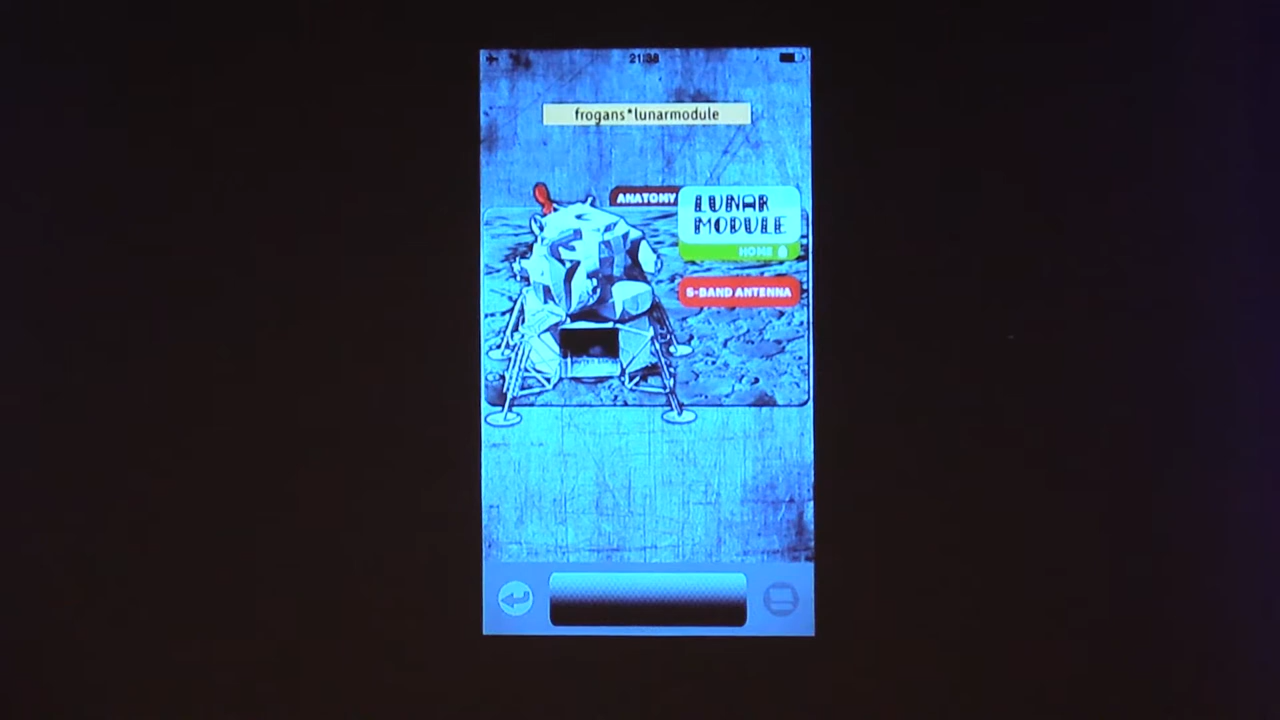 21:38
frogans*lunarmodule
ANATOMY
LUNAR
MODULE
HOME
S-BAND ANTENNA